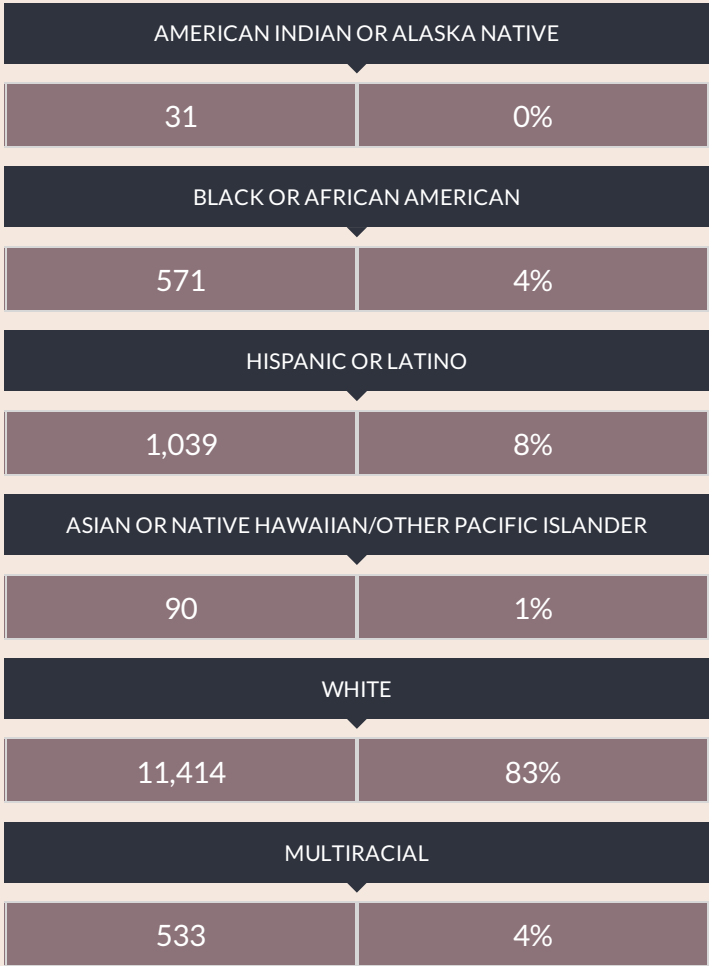 AMERICAN INDIAN OR ALASKA NATIVE
31 0%
BLACK OR AFRICAN AMERICAN
571 4%
HISPANIC OR LATINO
1,039 8%
ASIAN OR NATIVE HAWAIIAN/OTHER PACIFIC ISLANDER
90 1%
WHITE
11,414 83%
MULTIRACIAL
533 4%